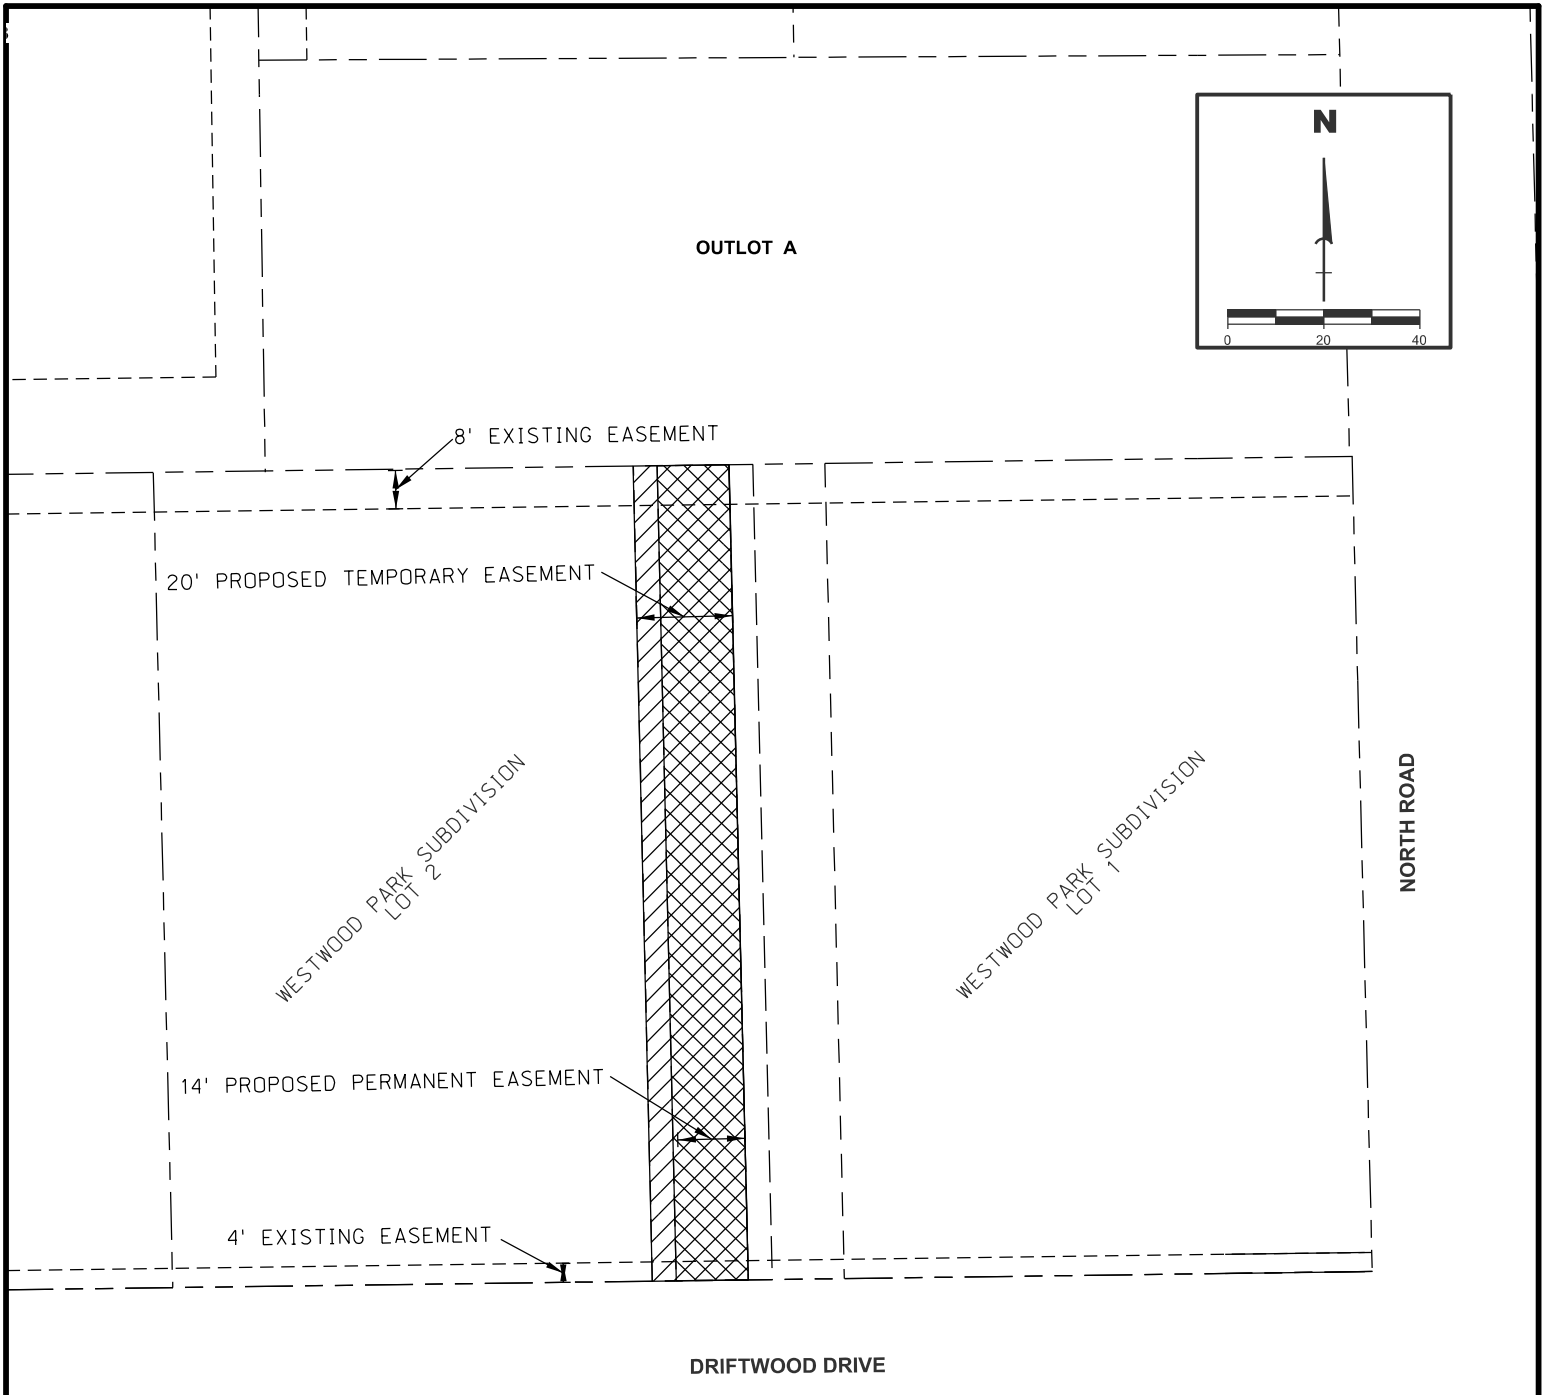 N
0 20 40
OUTLOT A
8' EXISTING EASEMENT
20' PROPOSED TEMPORARY EASEMENT
WESTWOOD PARK SUBDIVISION
LOT 2
WESTWOOD PARK SUBDIVISION
LOT 1
NORTH ROAD
14' PROPOSED PERMANENT EASEMENT
4' EXISTING EASEMENT
DRIFTWOOD DRIVE